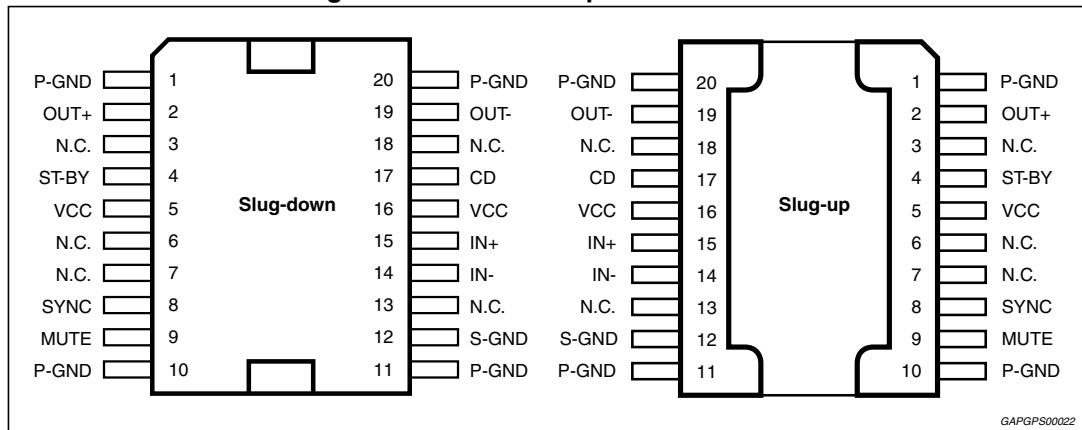 P-GND 1 20 P-GND P-GND 20 1 P-GND
OUT+ 2 19 OUT- OUT- 19 2 OUT+
N.C. 3 18 N.C. N.C. 18 3 N.C.
ST-BY 4 17 CD CD 17 4 ST-BY
VCC 5 Slug-down 16 VCC VCC 16 Slug-up 5 VCC
N.C. 6 15 IN+ IN+ 15 6 N.C.
N.C. 7 14 IN- IN- 14 7 N.C.
SYNC 8 13 N.C. N.C. 13 8 SYNC
MUTE 9 12 S-GND S-GND 12 9 MUTE
P-GND 10 11 P-GND P-GND 11 10 P-GND
GAPGPS00022